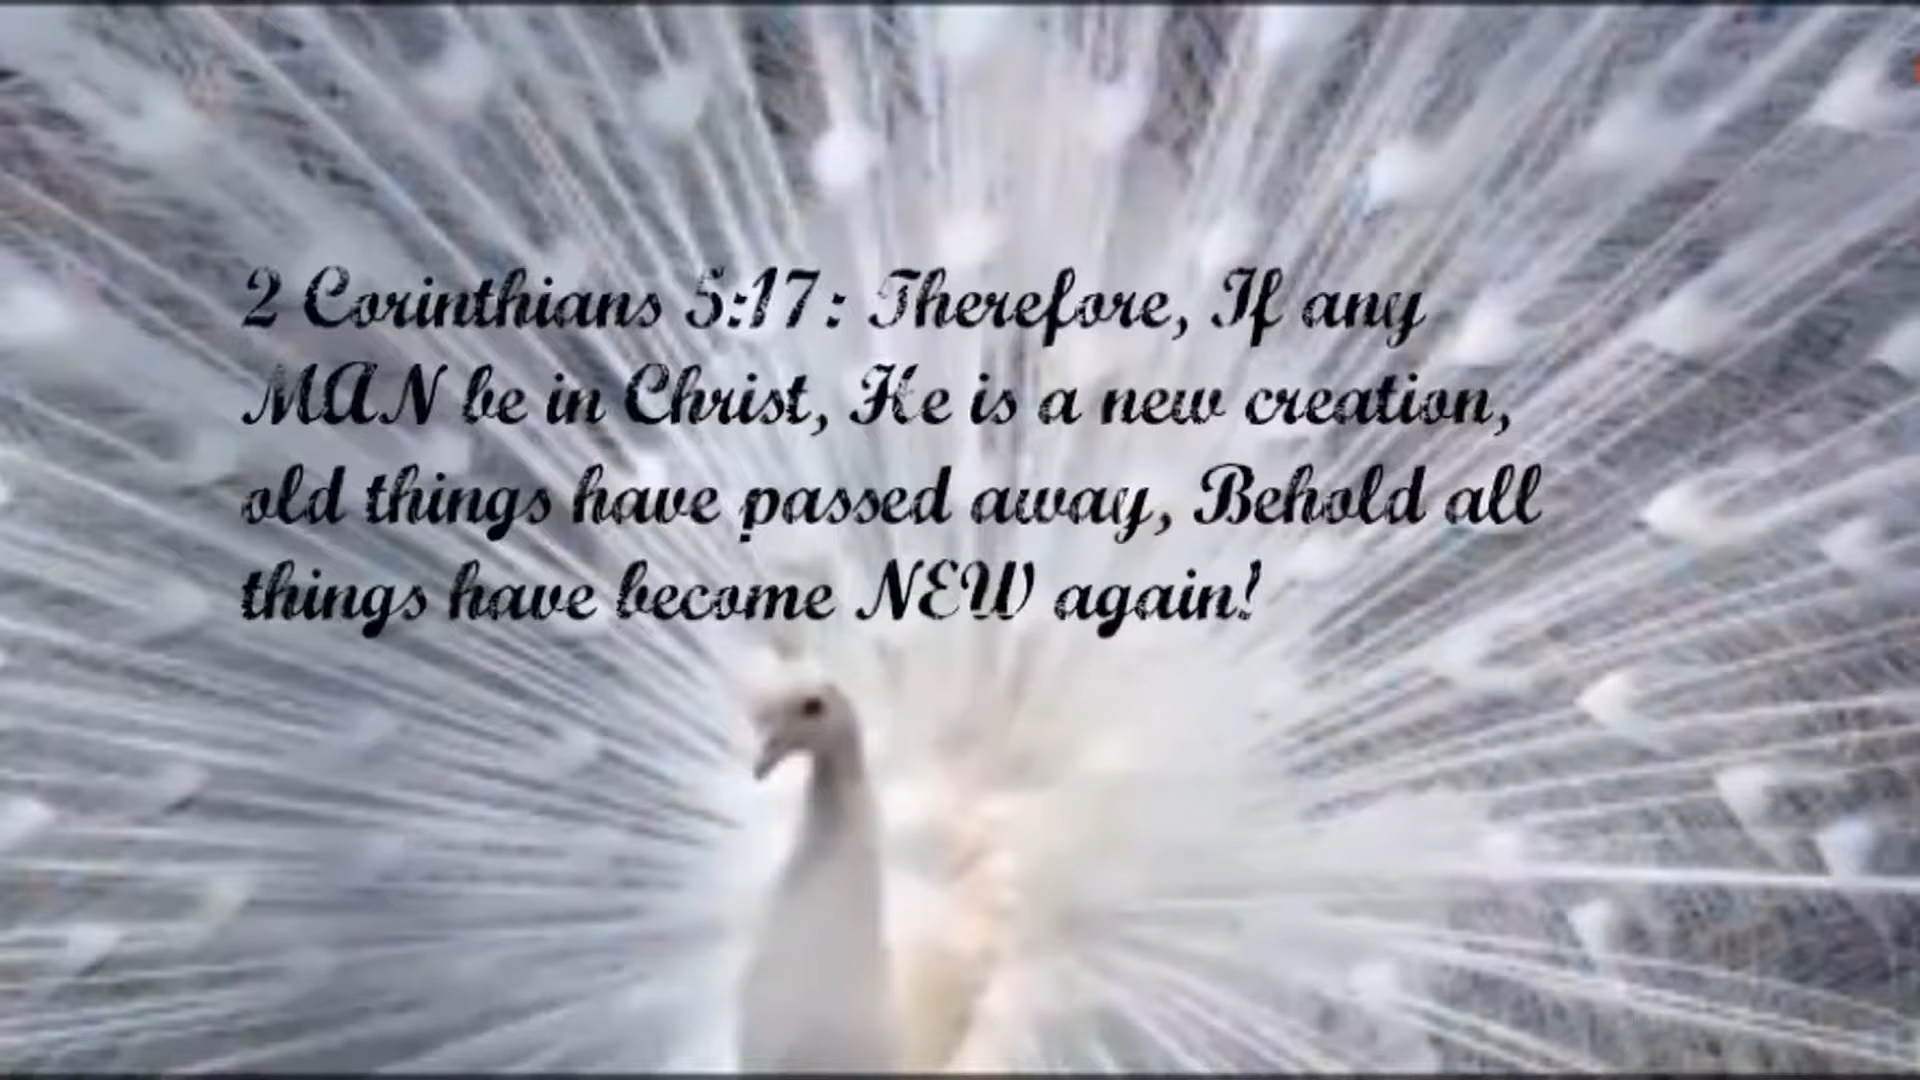 2 Corinthians 5:17: Therefore, If any
MAN be in Christ, He is a new creation,
old things have passed away, Behold all
things have become NEW again!